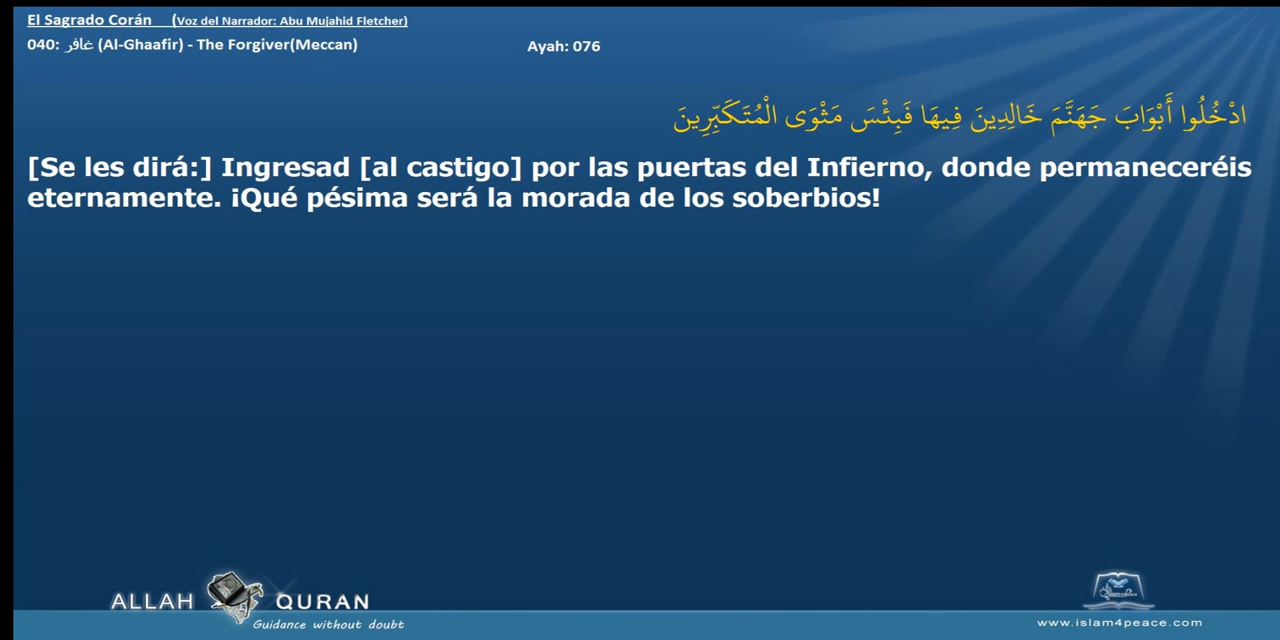 El Sagrado Corán (Voz del Narrador: Abu Mujahid Fletcher)
040: غافر (Al-Ghaafir) - The Forgiver(Meccan) Ayah: 076
ادْخُلُوا أَبْوَابَ جَهَنَّمَ خَالِدِينَ فِيهَا فَبِئْسَ مَثْوَى الْمُتَكَبِّرِينَ
[Se les dirá:] Ingresad [al castigo] por las puertas del Infierno, donde permaneceréis
eternamente. ¡Qué pésima será la morada de los soberbios!
ALLAH QURAN
Guidance without doubt
www.islam4peace.com